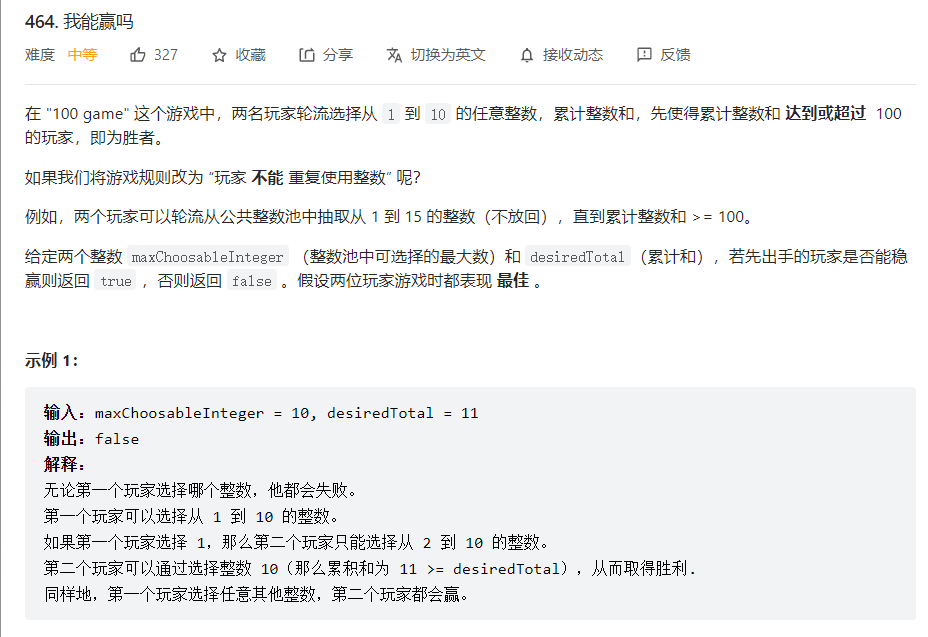 464. 我能赢吗
难度 中等 327 收藏 分享 切换为英文 接收动态 反馈
在 "100 game" 这个游戏中，两名玩家轮流选择从 1 到 10 的任意整数，累计整数和，先使得累计整数和 达到或超过 100
的玩家，即为胜者。
如果我们将游戏规则改为 “玩家 不能 重复使用整数” 呢？
例如，两个玩家可以轮流从公共整数池中抽取从 1 到 15 的整数（不放回），直到累计整数和 >= 100。
给定两个整数 maxChoosableInteger （整数池中可选择的最大数）和 desiredTotal（累计和），若先出手的玩家是否能稳
赢则返回 true ，否则返回 false 。假设两位玩家游戏时都表现 最佳 。
示例 1：
输入：maxChoosableInteger = 10, desiredTotal = 11
输出：false
解释：
无论第一个玩家选择哪个整数，他都会失败。
第一个玩家可以选择从 1 到 10 的整数。
如果第一个玩家选择 1，那么第二个玩家只能选择从 2 到 10 的整数。
第二个玩家可以通过选择整数 10（那么累积和为 11 >= desiredTotal），从而取得胜利.
同样地，第一个玩家选择任意其他整数，第二个玩家都会赢。